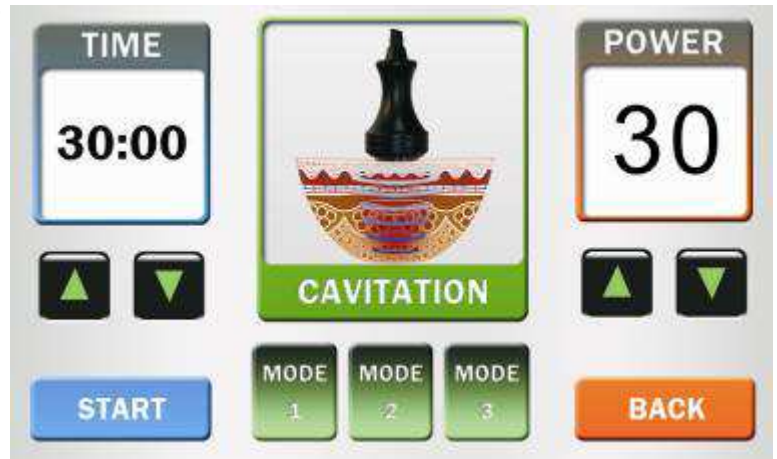 TIME
30:00
CAVITATION
POWER
30
MODE
1
MODE
2
MODE
3
START
BACK